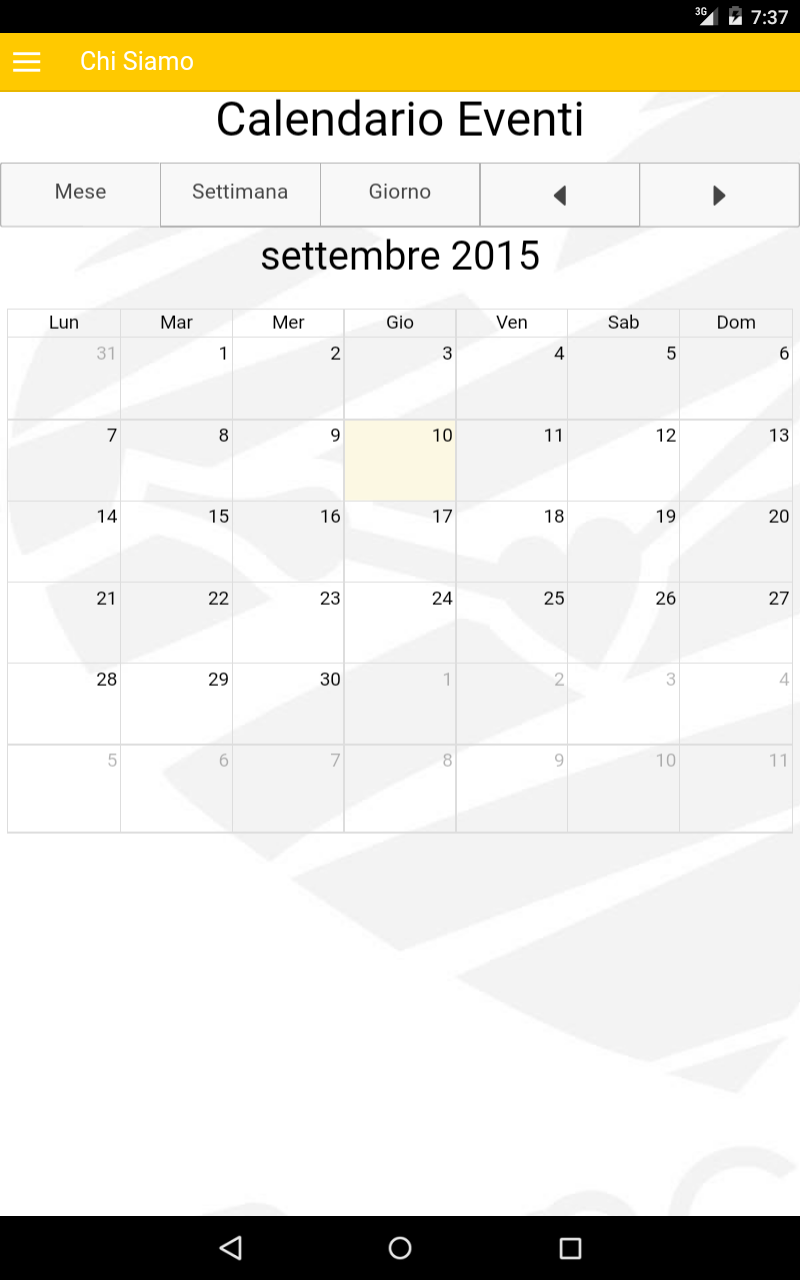 3G 7:37
Chi Siamo
Calendario Eventi
Mese Settimana Giorno
settembre 2015
Lun Mar Mer Gio Ven Sab Dom
31 1 2 3 4 5 6
7 8 9 10 11 12 13
14 15 16 17 18 19 20
21 22 23 24 25 26 27
28 29 30 1 2 3 4
5 6 7 8 9 10 11